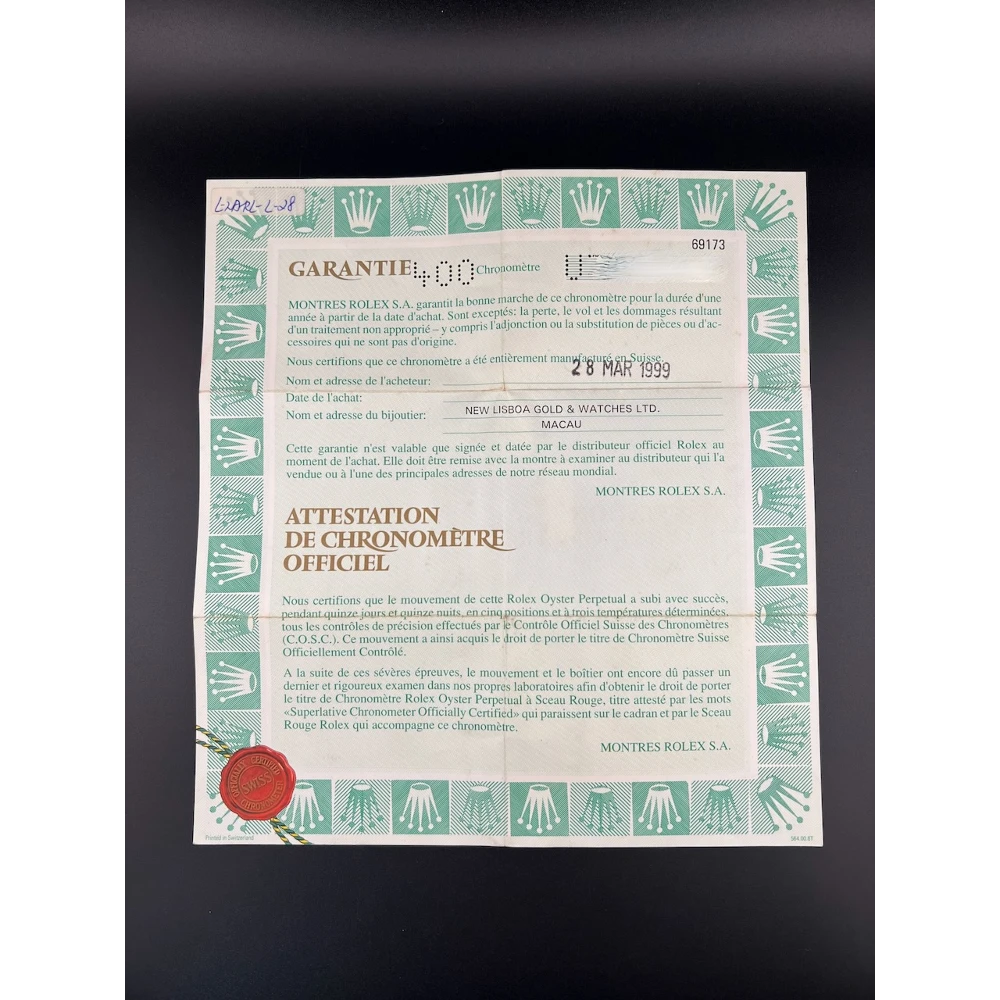 69173
GARANTIE 400 Chronomètre U
MONTRES ROLEX S.A. garantit la bonne marche de ce chronomètre pour la durée d'une
année à partir de la date d'achat. Sont exceptés: la perte, le vol et les dommages résultant
d'un traitement non approprié – y compris l'adjonction ou la substitution de pièces ou d'ac-
cessoires qui ne sont pas d'origine.
Nous certifions que ce chronomètre a été entièrement manufacturé en Suisse.
28 MAR 1999
Nom et adresse de l'acheteur:
Date de l'achat:
Nom et adresse du bijoutier: NEW LISBOA GOLD & WATCHES LTD.
MACAU
Cette garantie n'est valable que signée et datée par le distributeur officiel Rolex au
moment de l'achat. Elle doit être remise avec la montre à examiner au distributeur qui l'a
vendue ou à l'une des principales adresses de notre réseau mondial.
MONTRES ROLEX S.A.
ATTESTATION
DE CHRONOMÈTRE
OFFICIEL
Nous certifions que le mouvement de cette Rolex Oyster Perpetual a subi avec succès,
pendant quinze jours et quinze nuits, en cinq positions et à trois températures déterminées,
tous les contrôles de précision effectués par le Contrôle Officiel Suisse des Chronomètres
(C.O.S.C.). Ce mouvement a ainsi acquis le droit de porter le titre de Chronomètre Suisse
Officiellement Contrôlé.
A la suite de ces sévères épreuves, le mouvement et le boîtier ont encore dû passer un
dernier et rigoureux examen dans nos propres laboratoires afin d'obtenir le droit de porter
le titre de Chronomètre Rolex Oyster Perpetual à Sceau Rouge, titre attesté par les mots
«Superlative Chronometer Officially Certified» qui paraissent sur le cadran et par le Sceau
Rouge Rolex qui accompagne ce chronomètre.
MONTRES ROLEX S.A.
OFFICIALLY CERTIFIED
SWISS
CHRONOMETER
Printed in Switzerland